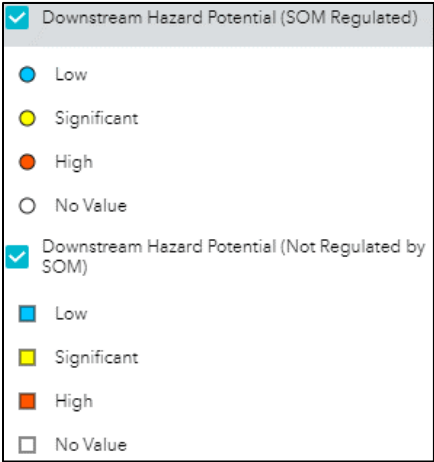 Downstream Hazard Potential (SOM Regulated)
Low
Significant
High
No Value
Downstream Hazard Potential (Not Regulated by
SOM)
Low
Significant
High
No Value